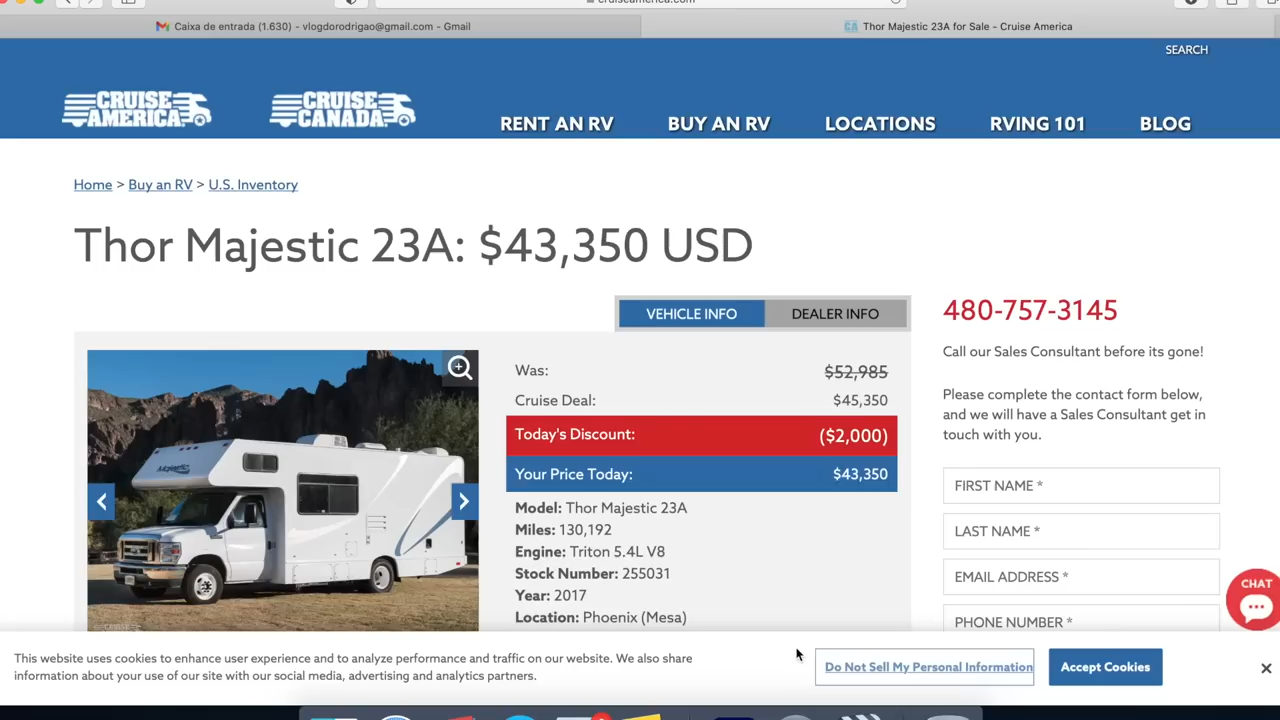 cruiseamerica.com
Caixa de entrada (1.630) - vlogdorodrigao@gmail.com - Gmail
Thor Majestic 23A for Sale - Cruise America
SEARCH
CRUISE AMERICA
CRUISE CANADA
RENT AN RV
BUY AN RV
LOCATIONS
RVING 101
BLOG
Home > Buy an RV > U.S. Inventory
Thor Majestic 23A: $43,350 USD
VEHICLE INFO
DEALER INFO
Majestic
Was: $52,985
Cruise Deal: $45,350
Today's Discount: ($2,000)
Your Price Today: $43,350
Model: Thor Majestic 23A
Miles: 130,192
Engine: Triton 5.4L V8
Stock Number: 255031
Year: 2017
Location: Phoenix (Mesa)
480-757-3145
Call our Sales Consultant before its gone!
Please complete the contact form below,
and we will have a Sales Consultant get in
touch with you.
FIRST NAME *
LAST NAME *
EMAIL ADDRESS *
PHONE NUMBER *
CHAT
This website uses cookies to enhance user experience and to analyze performance and traffic on our website. We also share
information about your use of our site with our social media, advertising and analytics partners.
Do Not Sell My Personal Information
Accept Cookies